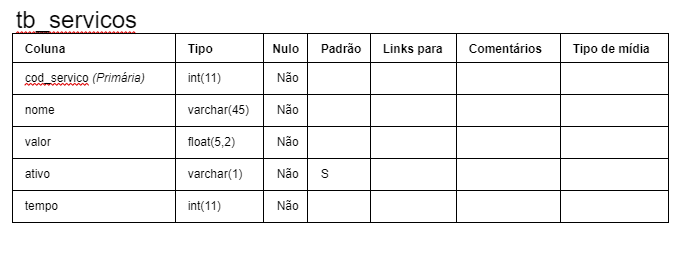 tb_servicos
Coluna Tipo Nulo Padrão Links para Comentários Tipo de mídia
cod_servico (Primária) int(11) Não
nome varchar(45) Não
valor float(5,2) Não
ativo varchar(1) Não S
tempo int(11) Não